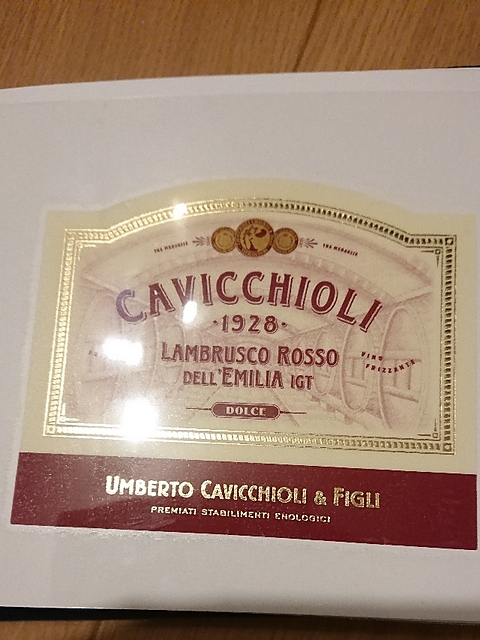 CAVICCHIOLI
·1928·
LAMBRUSCO ROSSO
DELL'EMILIA IGT
VINO
FRIZZANTE
DOLCE
UMBERTO CAVICCHIOLI & FIGLI
PREMIATI STABILIMENTI ENOLOGICI